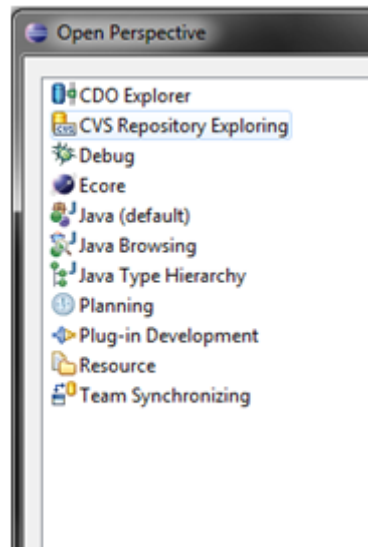 Open Perspective
CDO Explorer
CVS Repository Exploring
Debug
Ecore
Java (default)
Java Browsing
Java Type Hierarchy
Planning
Plug-in Development
Resource
Team Synchronizing